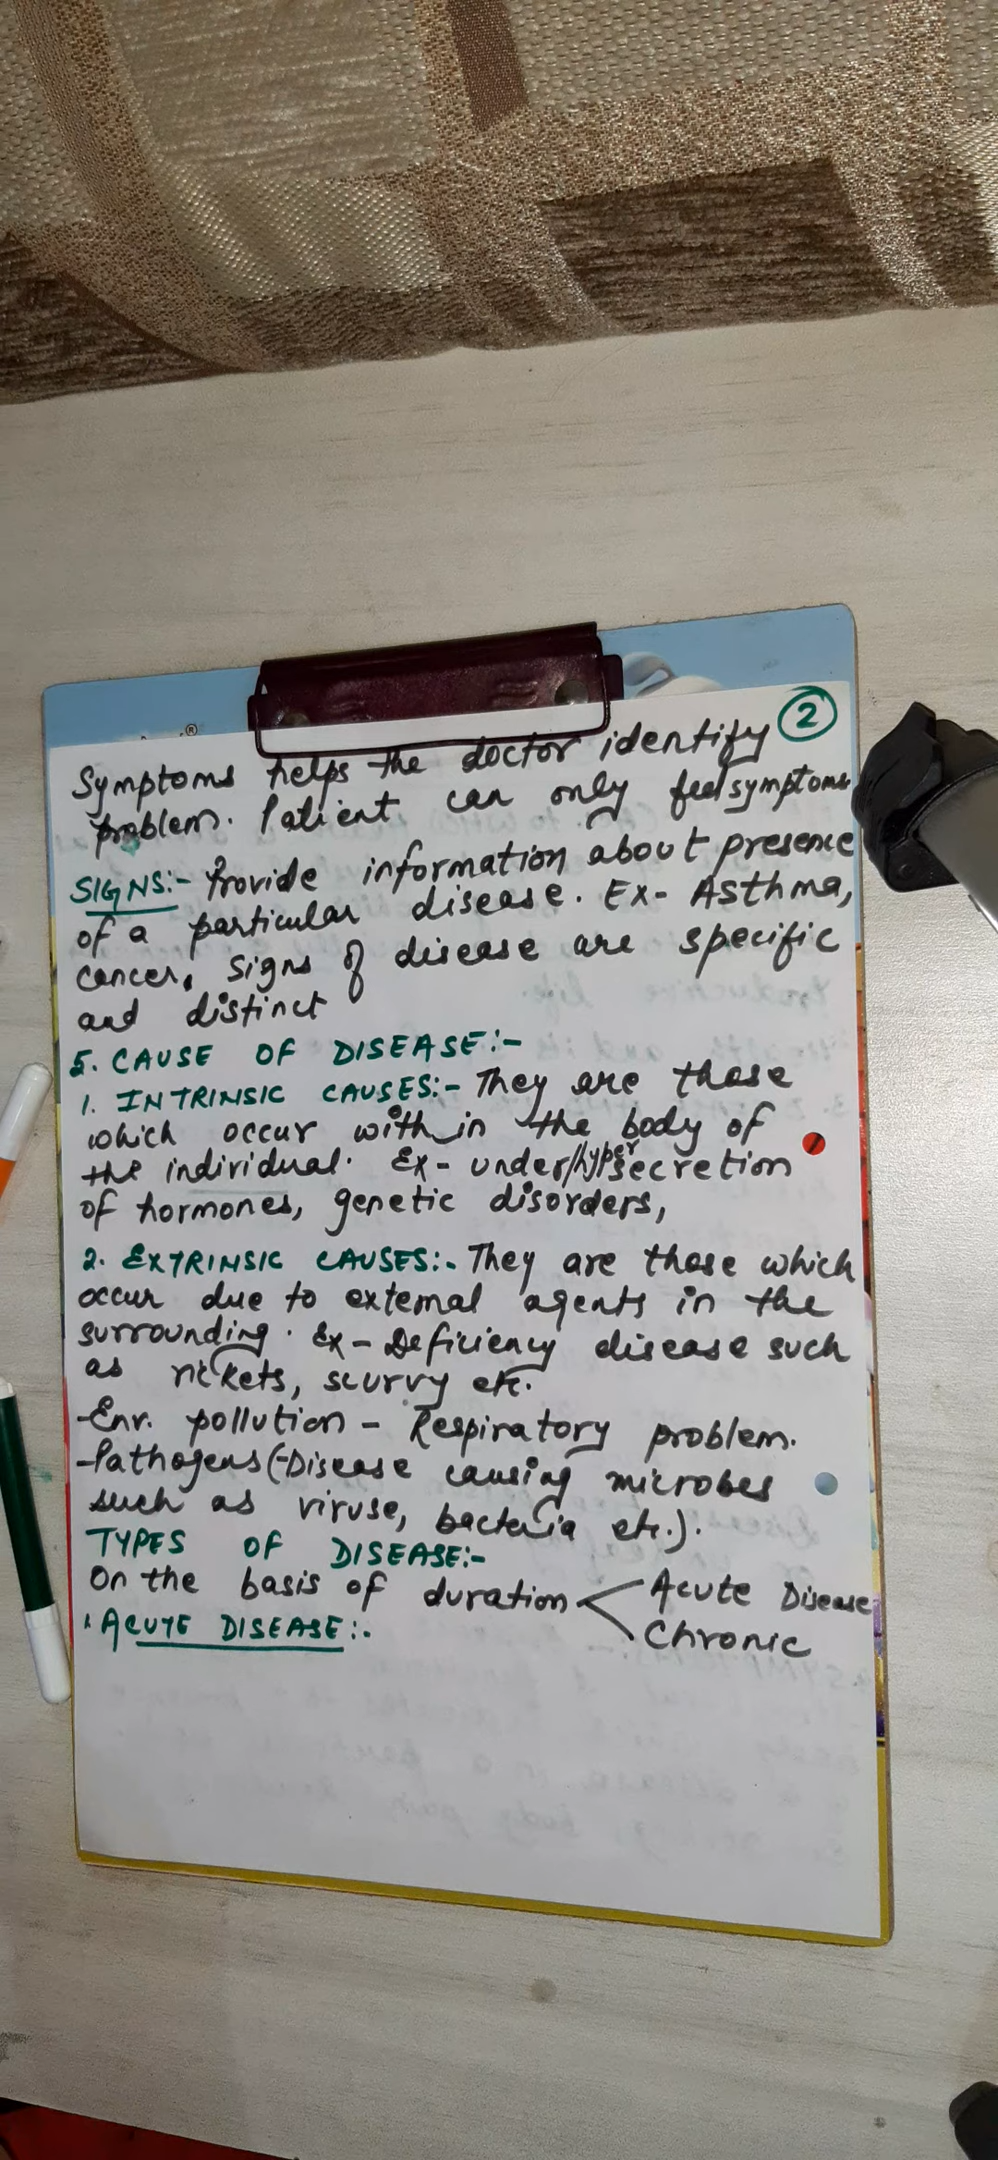 2
Symptoms helps the doctor identify
problem. Patient can only feel symptoms
SIGNS:- Provide information about presence
of a particular disease. Ex- Asthma,
cancer, signs of disease are specific
and distinct
5. CAUSE OF DISEASE:-
1. INTRINSIC CAUSES:- They are those
which occur within the body of
the individual. Ex- under/hyper secretion
of hormones, genetic disorders,
2. EXTRINSIC CAUSES:- They are those which
occur due to external agents in the
surrounding. Ex- Deficiency disease such
as rickets, scurvy etc.
-Env. pollution - Respiratory problem.
-Pathogens (-Disease causing microbes
such as viruse, bacteria etc.).
TYPES OF DISEASE:-
On the basis of duration < Acute Disease
Chronic
1. ACUTE DISEASE:-